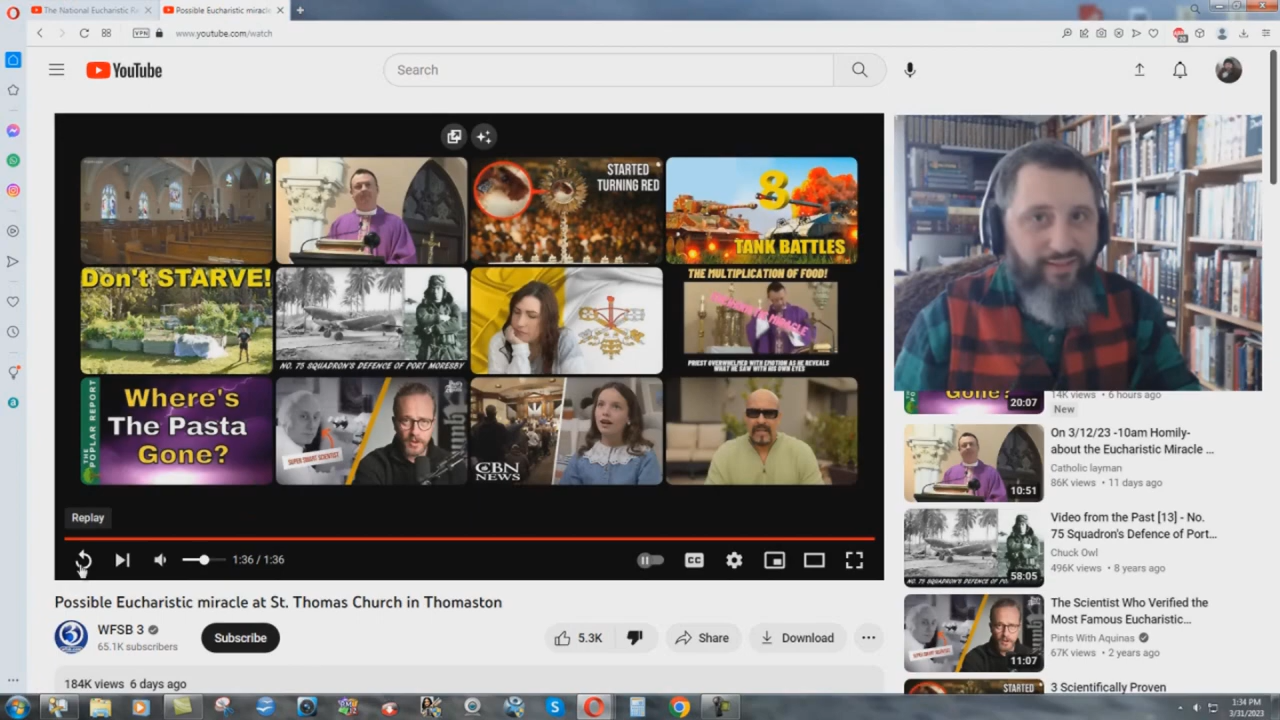 The National Eucharistic Re
Possible Eucharistic miracle
VPN
www.youtube.com/watch
YouTube
Search
STARTED
TURNING RED
8
TANK BATTLES
Don't STARVE!
NO. 75 SQUADRON'S DEFENCE OF PORT MORESBY
THE MULTIPLICATION OF FOOD!
PRIEST OVERWHELMED WITH EMOTION AS HE REVEALS
WHAT HE SAW WITH HIS OWN EYES
THE
POPLAR REPORT
Where's
The Pasta
Gone?
SUPER SMART SCIENTIST
CBN
NEWS
Replay
1:36 / 1:36
CC
Possible Eucharistic miracle at St. Thomas Church in Thomaston
WFSB 3
65.1K subscribers
Subscribe
5.3K
Share
Download
184K views 6 days ago
Gone?
20:07
14K views • 6 hours ago
New
On 3/12/23 -10am Homily-
about the Eucharistic Miracle ...
Catholic layman
86K views • 11 days ago
10:51
Video from the Past [13] - No.
75 Squadron's Defence of Port...
Chuck Owl
496K views • 8 years ago
58:05
The Scientist Who Verified the
Most Famous Eucharistic...
Pints With Aquinas
67K views • 2 years ago
11:07
STARTED
3 Scientifically Proven
1:34 PM
3/31/2023